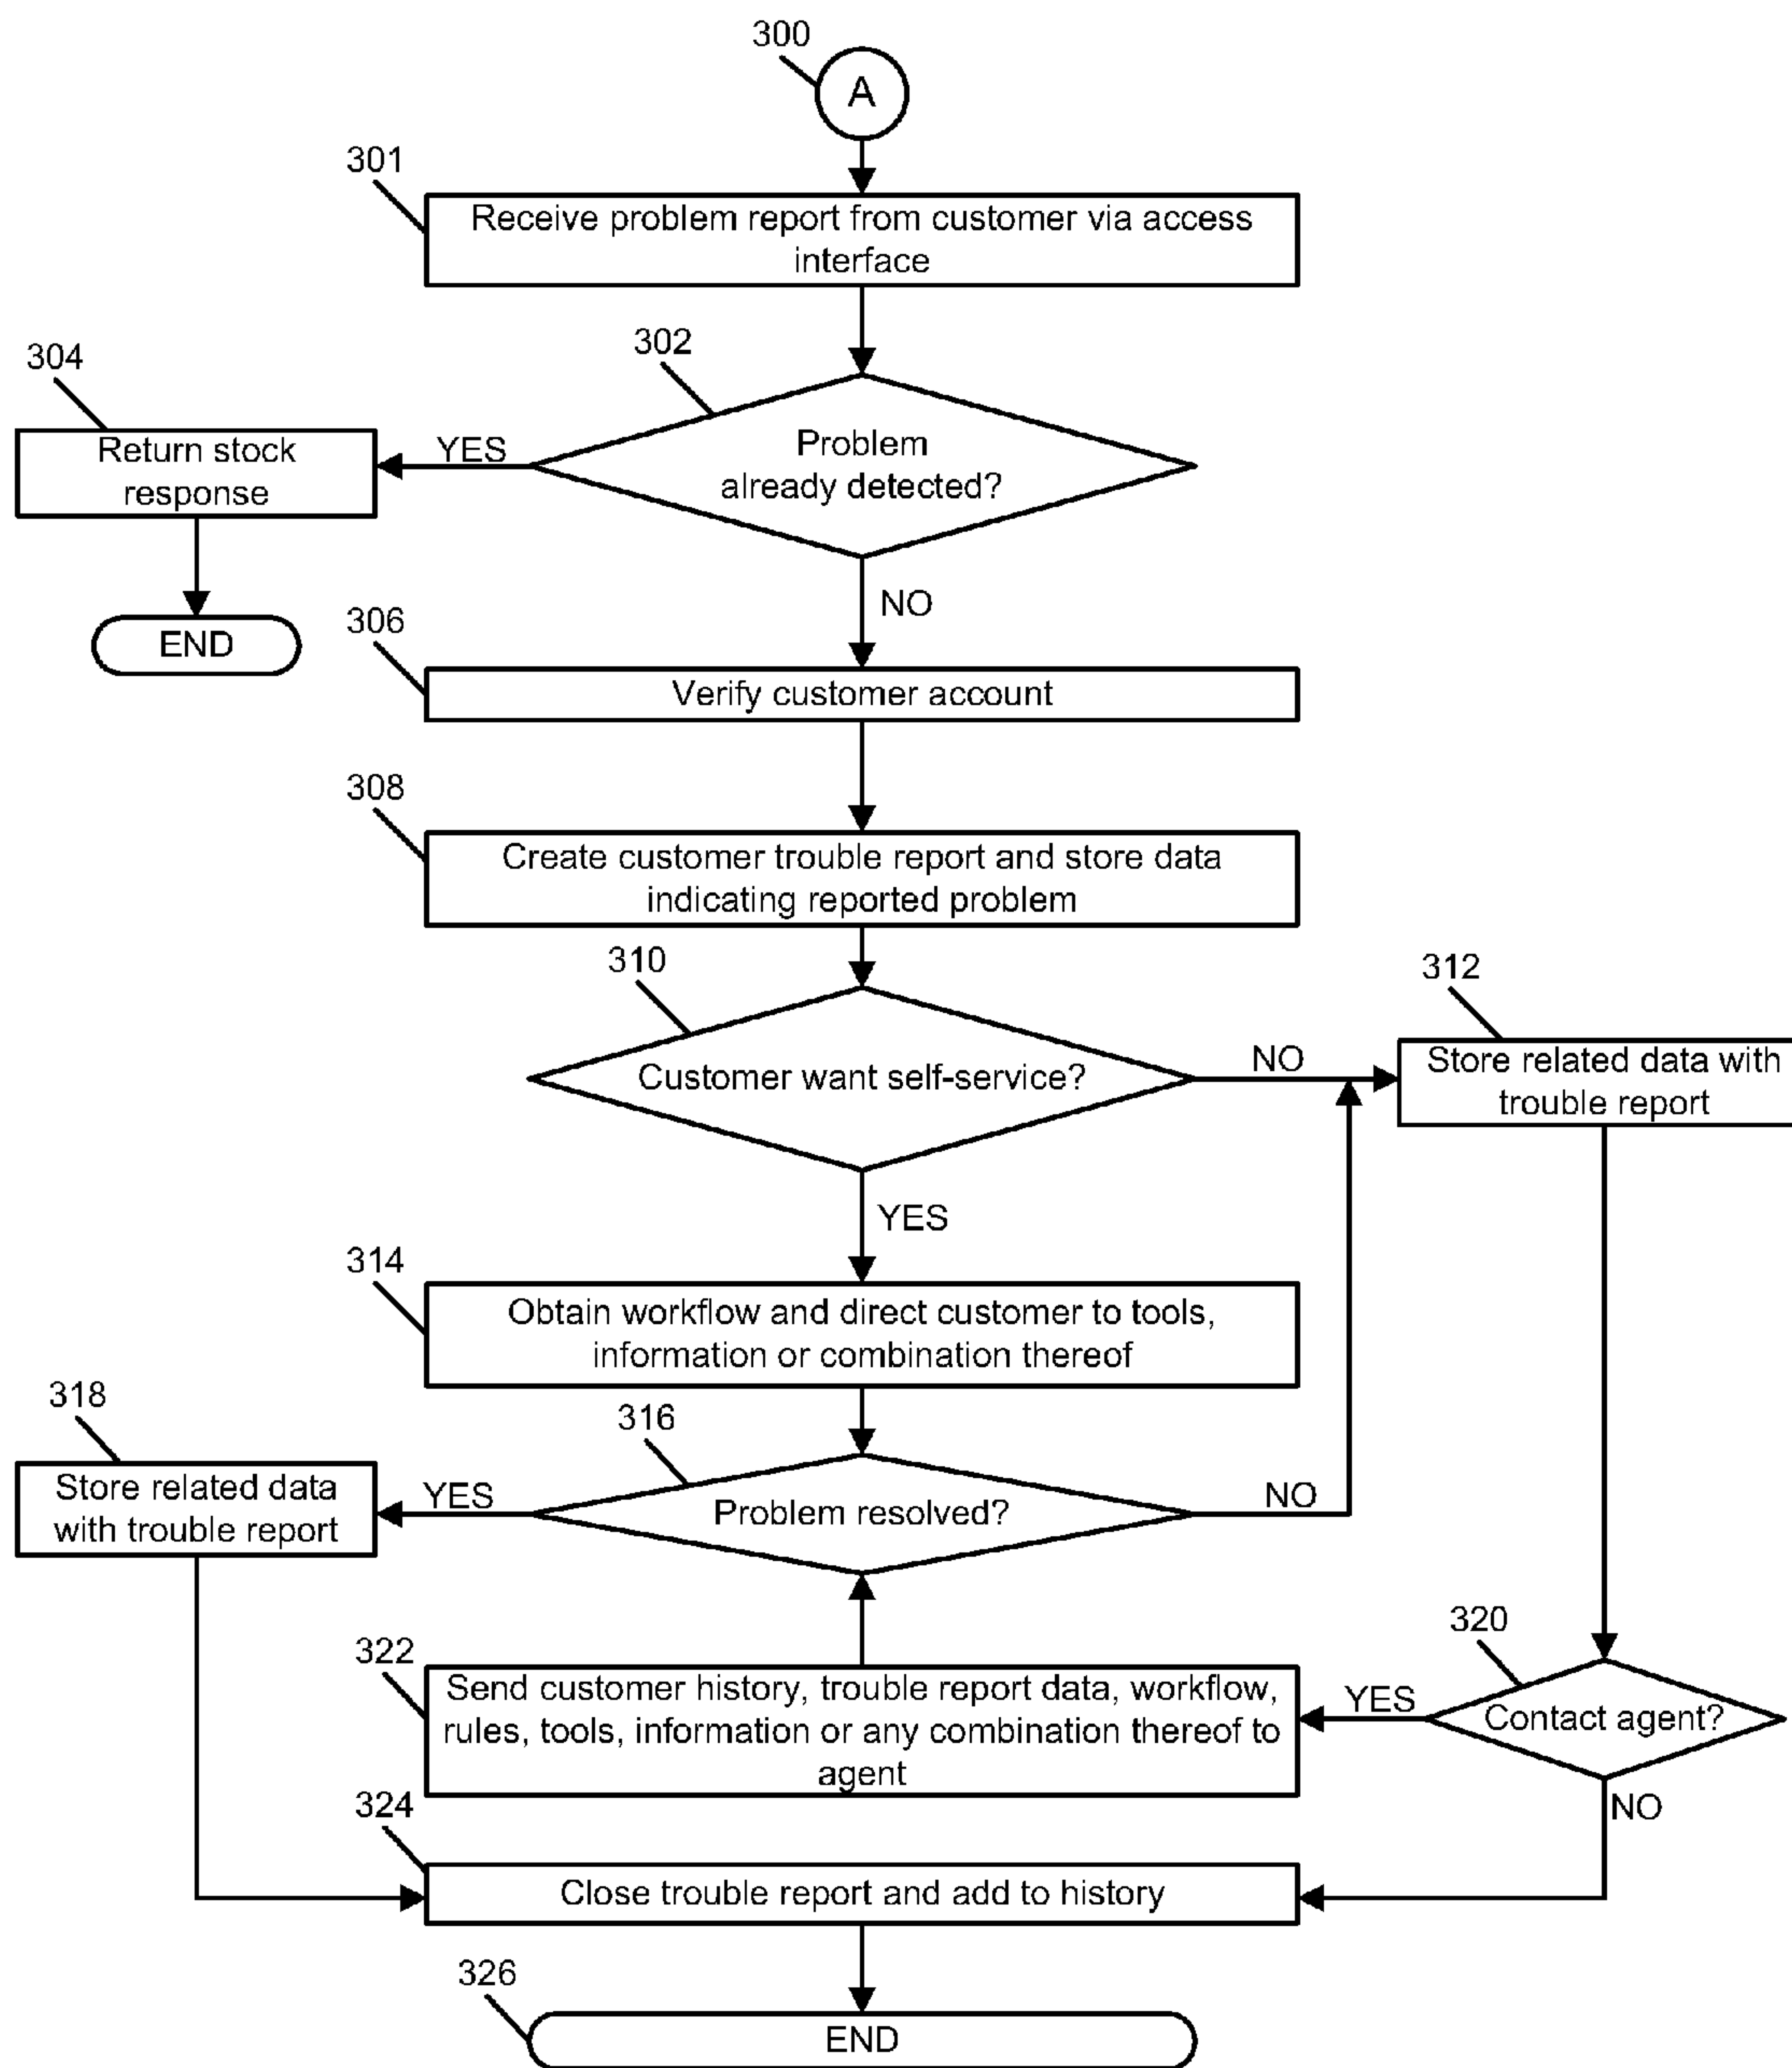 300
A
301
Receive problem report from customer via access
interface
302
304
Problem
already detected?
YES
Return stock
response
END
NO
306
Verify customer account
308
Create customer trouble report and store data
indicating reported problem
310
312
Customer want self-service?
NO
Store related data with
trouble report
YES
314
Obtain workflow and direct customer to tools,
information or combination thereof
316
318
Problem resolved?
YES
NO
Store related data
with trouble report
320
Contact agent?
YES
NO
322
Send customer history, trouble report data, workflow,
rules, tools, information or any combination thereof to
agent
324
Close trouble report and add to history
326
END